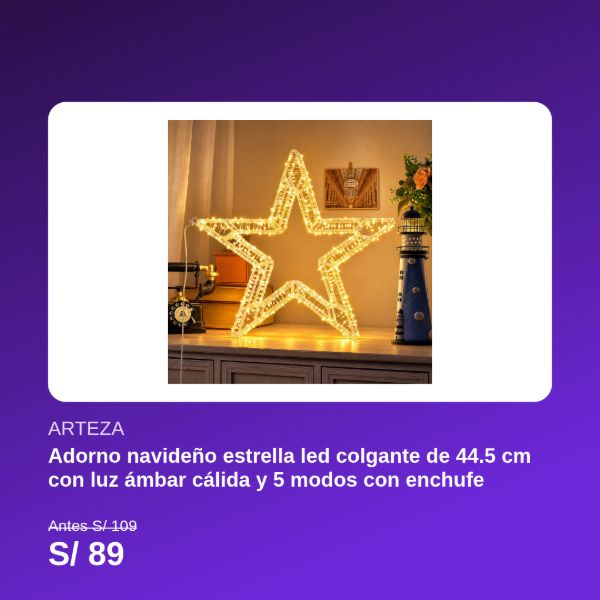 ARTEZA
Adorno navideño estrella led colgante de 44.5 cm
con luz ámbar cálida y 5 modos con enchufe
Antes S/ 109
S/ 89